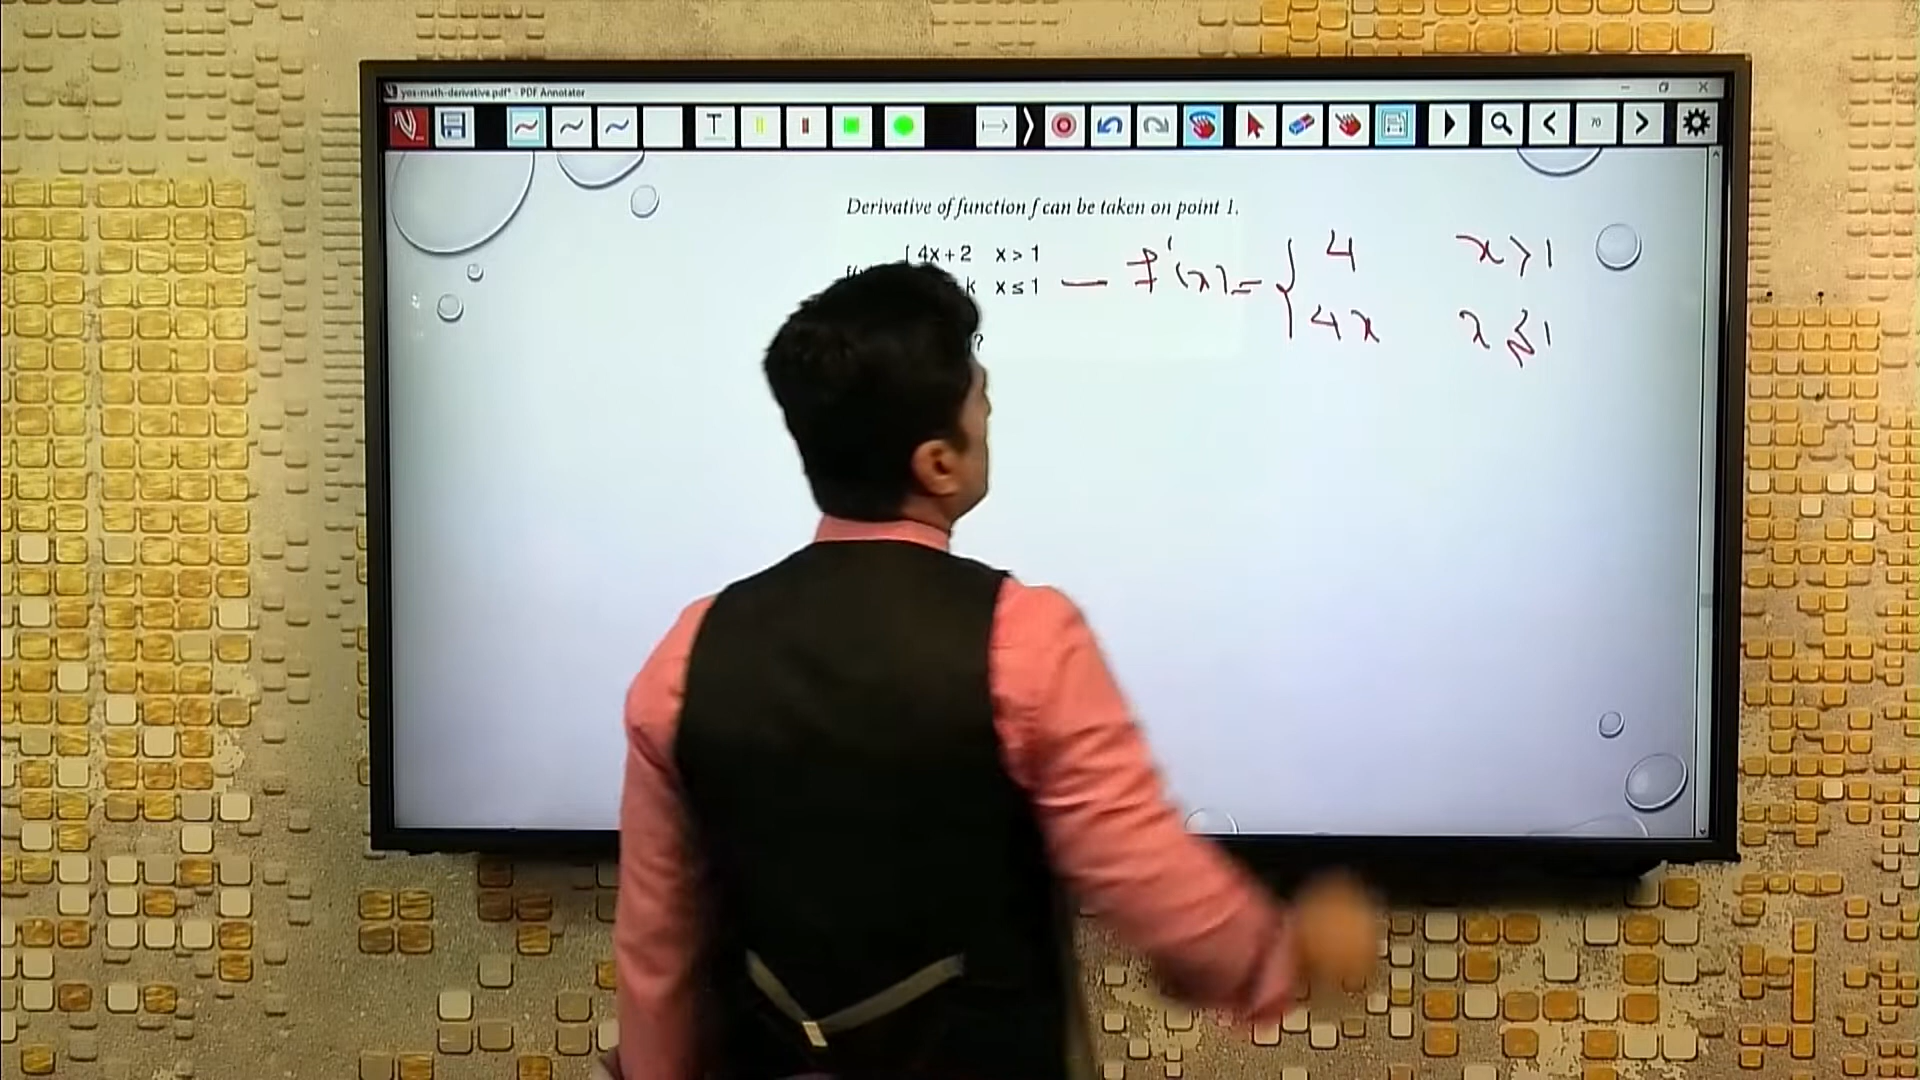 yos-math-derivative.pdf* - PDF Annotator
T
70
Derivative of function f can be taken on point 1.
4x+2 x > 1
k x ≤ 1
?
— f'(x) = { 4 x > 1
4x x ≤ 1